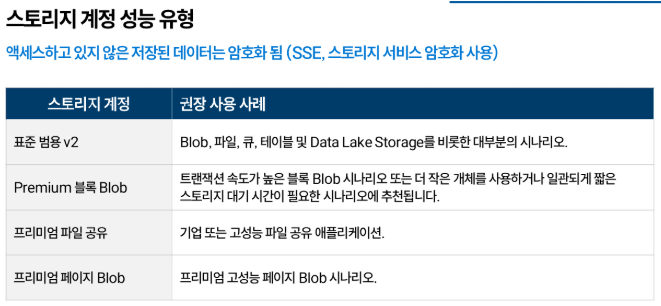 스토리지 계정 성능 유형
액세스하고 있지 않은 저장된 데이터는 암호화 됨 (SSE, 스토리지 서비스 암호화 사용)
스토리지 계정 권장 사용 사례
표준 범용 v2 Blob, 파일, 큐, 테이블 및 Data Lake Storage를 비롯한 대부분의 시나리오.
Premium 블록 Blob 트랜잭션 속도가 높은 블록 Blob 시나리오 또는 더 작은 개체를 사용하거나 일관되게 짧은
스토리지 대기 시간이 필요한 시나리오에 추천됩니다.
프리미엄 파일 공유 기업 또는 고성능 파일 공유 애플리케이션.
프리미엄 페이지 Blob 프리미엄 고성능 페이지 Blob 시나리오.